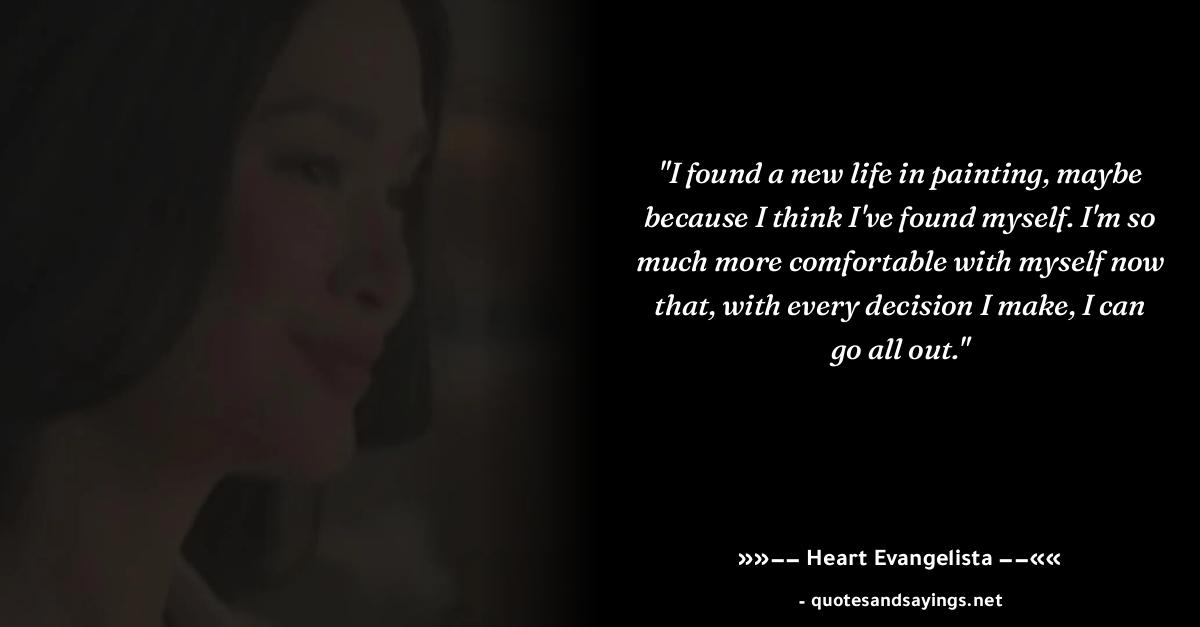 "I found a new life in painting, maybe
because I think I've found myself. I'm so
much more comfortable with myself now
that, with every decision I make, I can
go all out."
»»−− Heart Evangelista −−««
- quotesandsayings.net